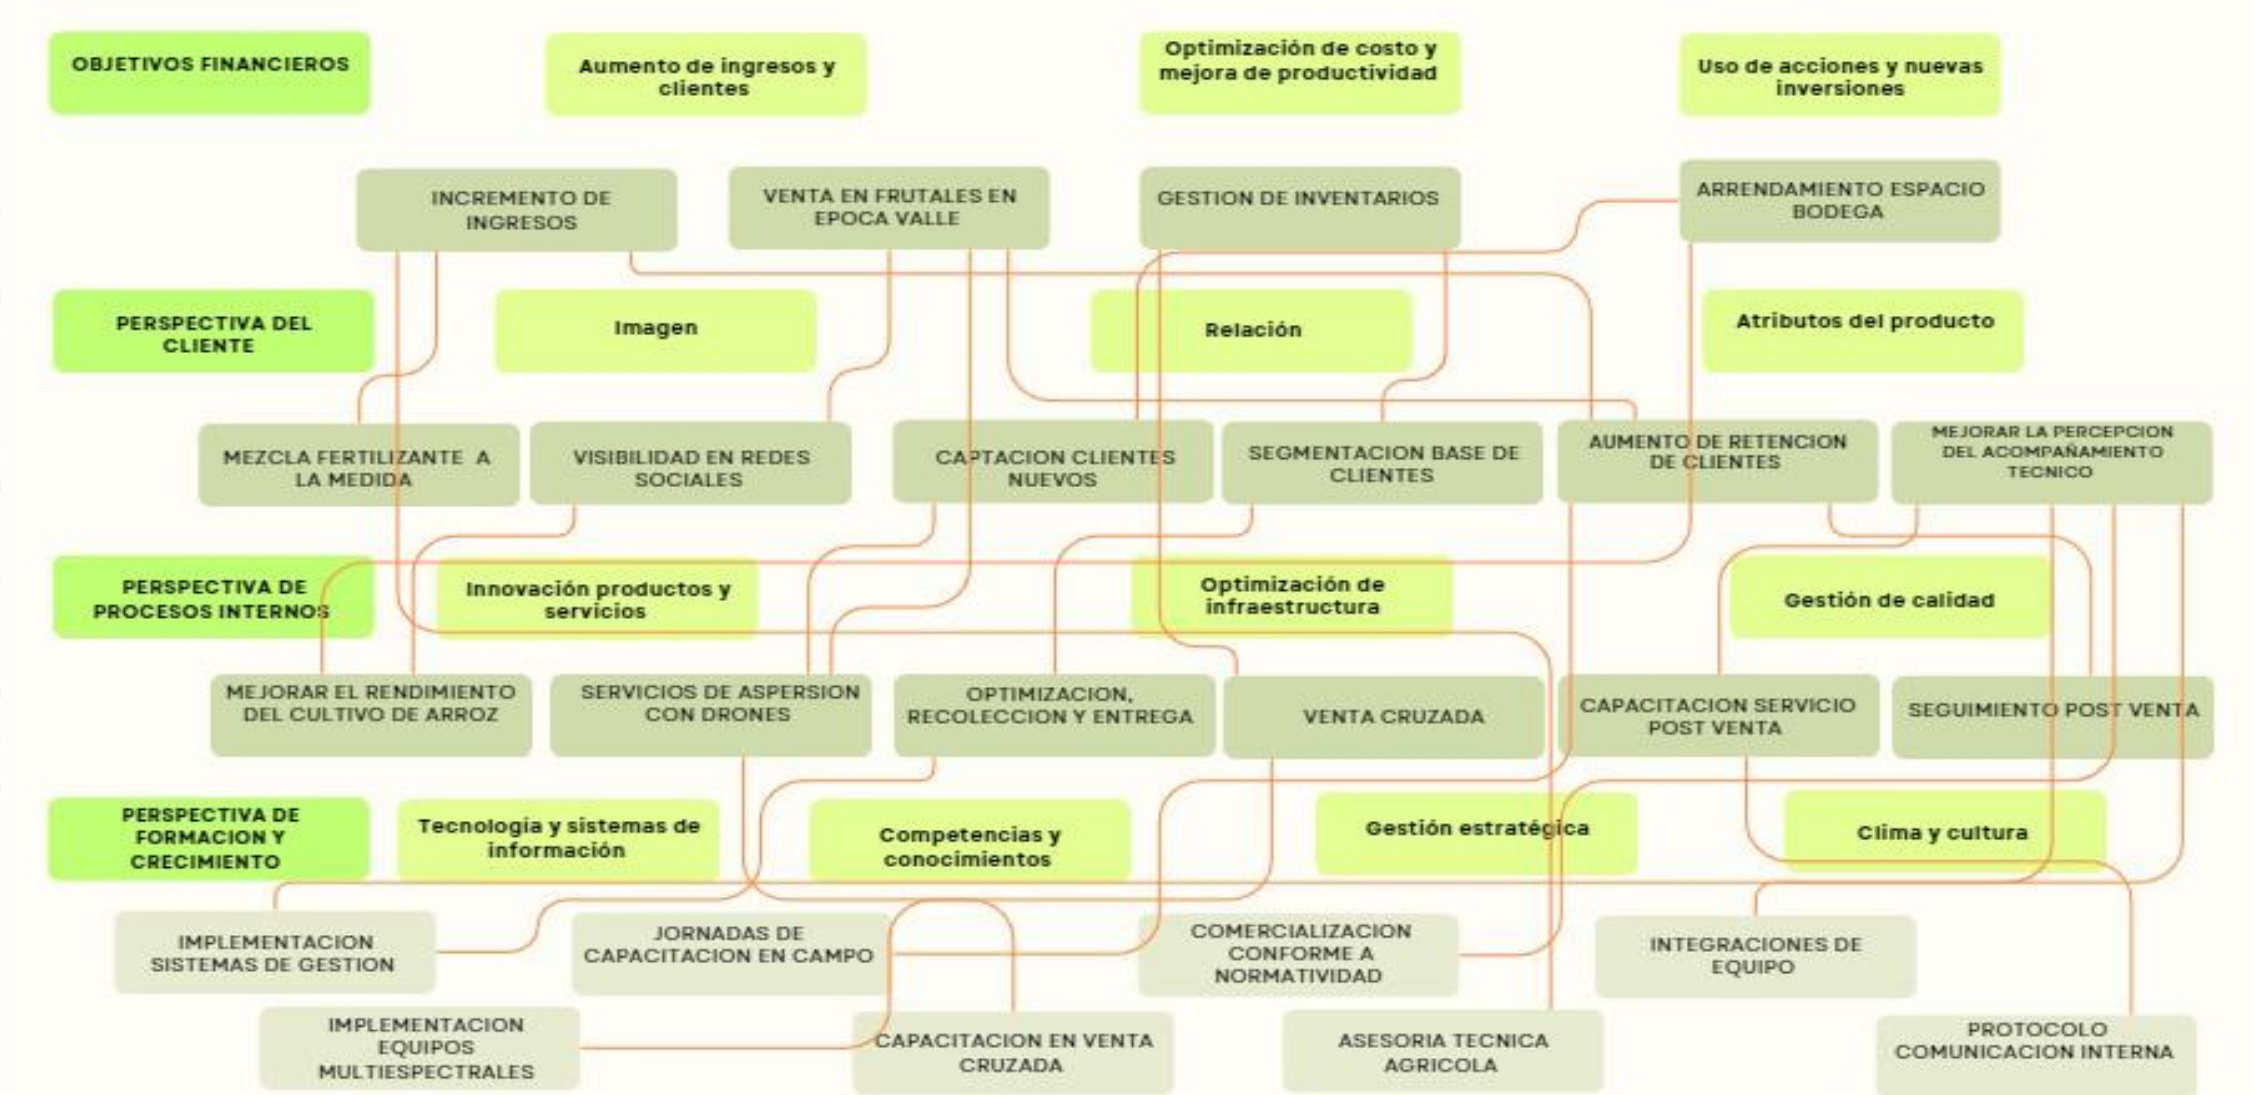 OBJETIVOS FINANCIEROS
Aumento de ingresos y
clientes
Optimización de costo y
mejora de productividad
Uso de acciones y nuevas
inversiones
INCREMENTO DE
INGRESOS
VENTA EN FRUTALES EN
EPOCA VALLE
GESTION DE INVENTARIOS
ARRENDAMIENTO ESPACIO
BODEGA
PERSPECTIVA DEL
CLIENTE
Imagen
Relación
Atributos del producto
MEZCLA FERTILIZANTE A
LA MEDIDA
VISIBILIDAD EN REDES
SOCIALES
CAPTACION CLIENTES
NUEVOS
SEGMENTACION BASE DE
CLIENTES
AUMENTO DE RETENCION
DE CLIENTES
MEJORAR LA PERCEPCION
DEL ACOMPAÑAMIENTO
TECNICO
PERSPECTIVA DE
PROCESOS INTERNOS
Innovación productos y
servicios
Optimización de
infraestructura
Gestión de calidad
MEJORAR EL RENDIMIENTO
DEL CULTIVO DE ARROZ
SERVICIOS DE ASPERSION
CON DRONES
OPTIMIZACION,
RECOLECCION Y ENTREGA
VENTA CRUZADA
CAPACITACION SERVICIO
POST VENTA
SEGUIMIENTO POST VENTA
PERSPECTIVA DE
FORMACION Y
CRECIMIENTO
Tecnología y sistemas de
información
Competencias y
conocimientos
Gestión estratégica
Clima y cultura
IMPLEMENTACION
SISTEMAS DE GESTION
JORNADAS DE
CAPACITACION EN CAMPO
COMERCIALIZACION
CONFORME A
NORMATIVIDAD
INTEGRACIONES DE
EQUIPO
IMPLEMENTACION
EQUIPOS
MULTIESPECTRALES
CAPACITACION EN VENTA
CRUZADA
ASESORIA TECNICA
AGRICOLA
PROTOCOLO
COMUNICACION INTERNA